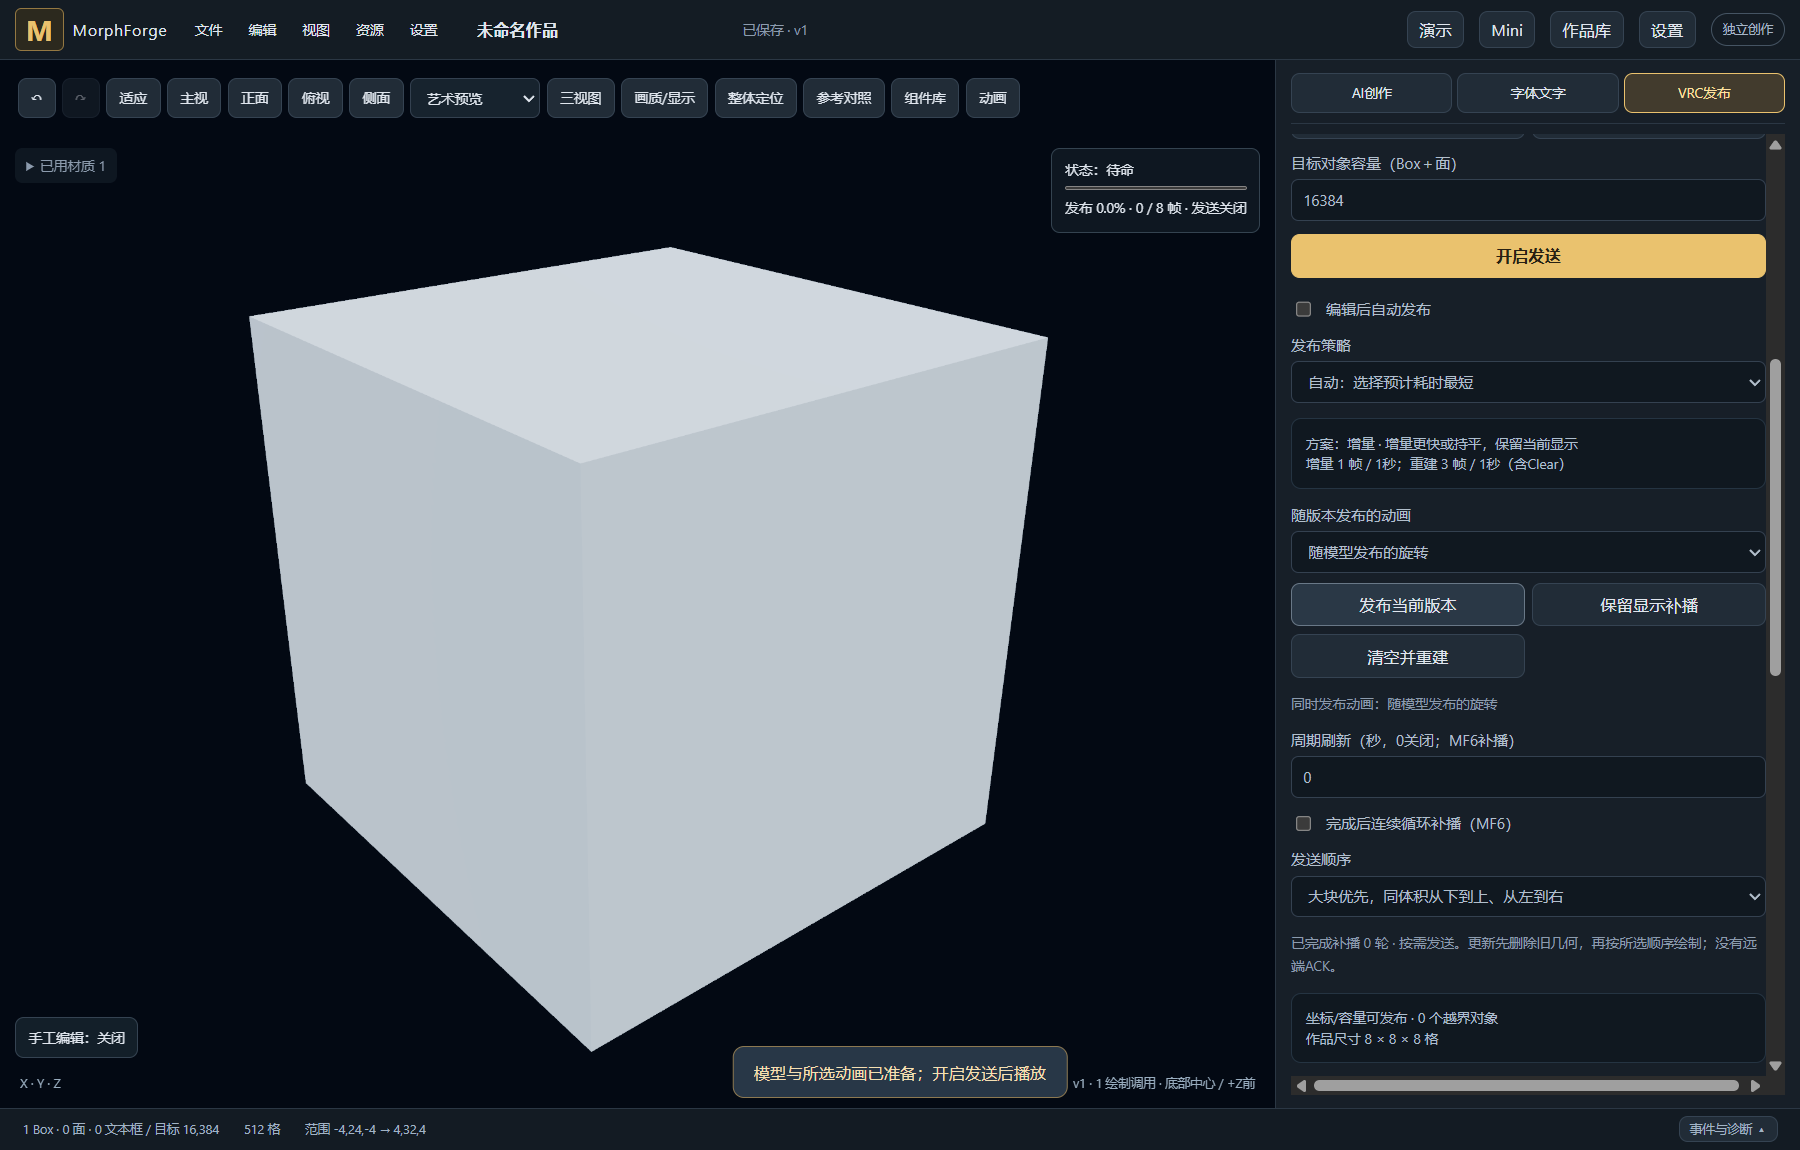 M MorphForge 文件 编辑 视图 资源 设置 未命名作品 已保存 · v1 演示 Mini 作品库 设置 独立创作
适应 主视 正面 俯视 侧面 艺术预览 三视图 画质/显示 整体定位 参考对照 组件库 动画
AI创作 字体文字 VRC发布
▶ 已用材质 1
状态：待命
发布 0.0% · 0 / 8 帧 · 发送关闭
目标对象容量（Box + 面）
16384
开启发送
编辑后自动发布
发布策略
自动：选择预计耗时最短
方案：增量 · 增量更快或持平，保留当前显示
增量 1 帧 / 1秒；重建 3 帧 / 1秒（含Clear）
随版本发布的动画
随模型发布的旋转
发布当前版本 保留显示补播
清空并重建
同时发布动画：随模型发布的旋转
周期刷新（秒，0关闭；MF6补播）
0
完成后连续循环补播（MF6）
发送顺序
大块优先，同体积从下到上、从左到右
已完成补播 0 轮 · 按需发送。更新先删除旧几何，再按所选顺序绘制；没有远
端ACK。
坐标/容量可发布 · 0 个越界对象
作品尺寸 8 × 8 × 8 格
手工编辑：关闭
X · Y · Z
模型与所选动画已准备；开启发送后播放
v1 · 1 绘制调用 · 底部中心 / +Z前
1 Box · 0 面 · 0 文本框 / 目标 16,384 512 格 范围 -4,24,-4 → 4,32,4 事件与诊断 ▲